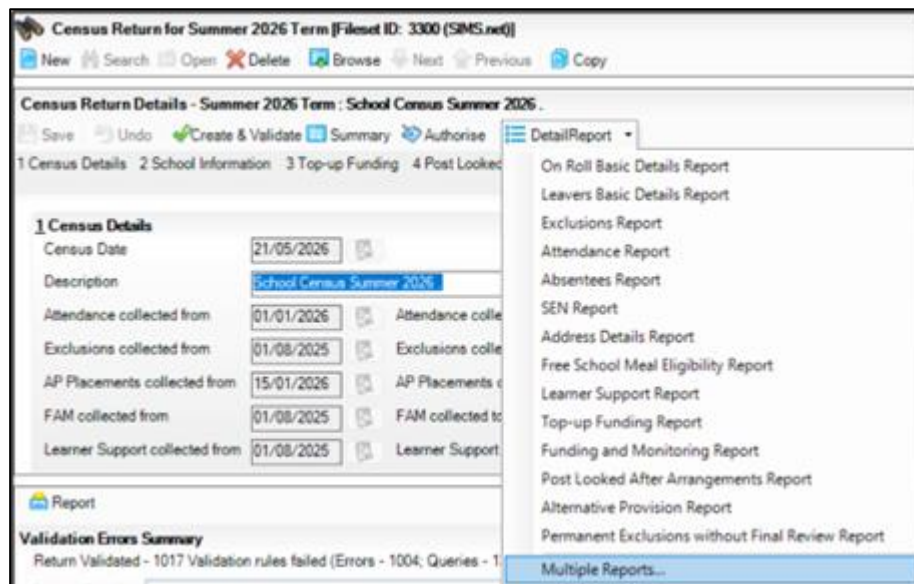 Census Return for Summer 2026 Term [Fileset ID: 3300 (SIMS.net)]
New Search Open Delete Browse Next Previous Copy
Census Return Details - Summer 2026 Term : School Census Summer 2026 .
Save Undo Create & Validate Summary Authorise DetailReport
1 Census Details 2 School Information 3 Top-up Funding 4 Post Looked
1 Census Details
Census Date 21/05/2026
Description School Census Summer 2026 .
Attendance collected from 01/01/2026 Attendance colle
Exclusions collected from 01/08/2025 Exclusions colle
AP Placements collected from 15/01/2026 AP Placements c
FAM collected from 01/08/2025 FAM collected to
Learner Support collected from 01/08/2025 Learner Support
Report
Validation Errors Summary
Return Validated - 1017 Validation rules failed (Errors - 1004; Queries - 1
On Roll Basic Details Report
Leavers Basic Details Report
Exclusions Report
Attendance Report
Absentees Report
SEN Report
Address Details Report
Free School Meal Eligibility Report
Learner Support Report
Top-up Funding Report
Funding and Monitoring Report
Post Looked After Arrangements Report
Alternative Provision Report
Permanent Exclusions without Final Review Report
Multiple Reports...